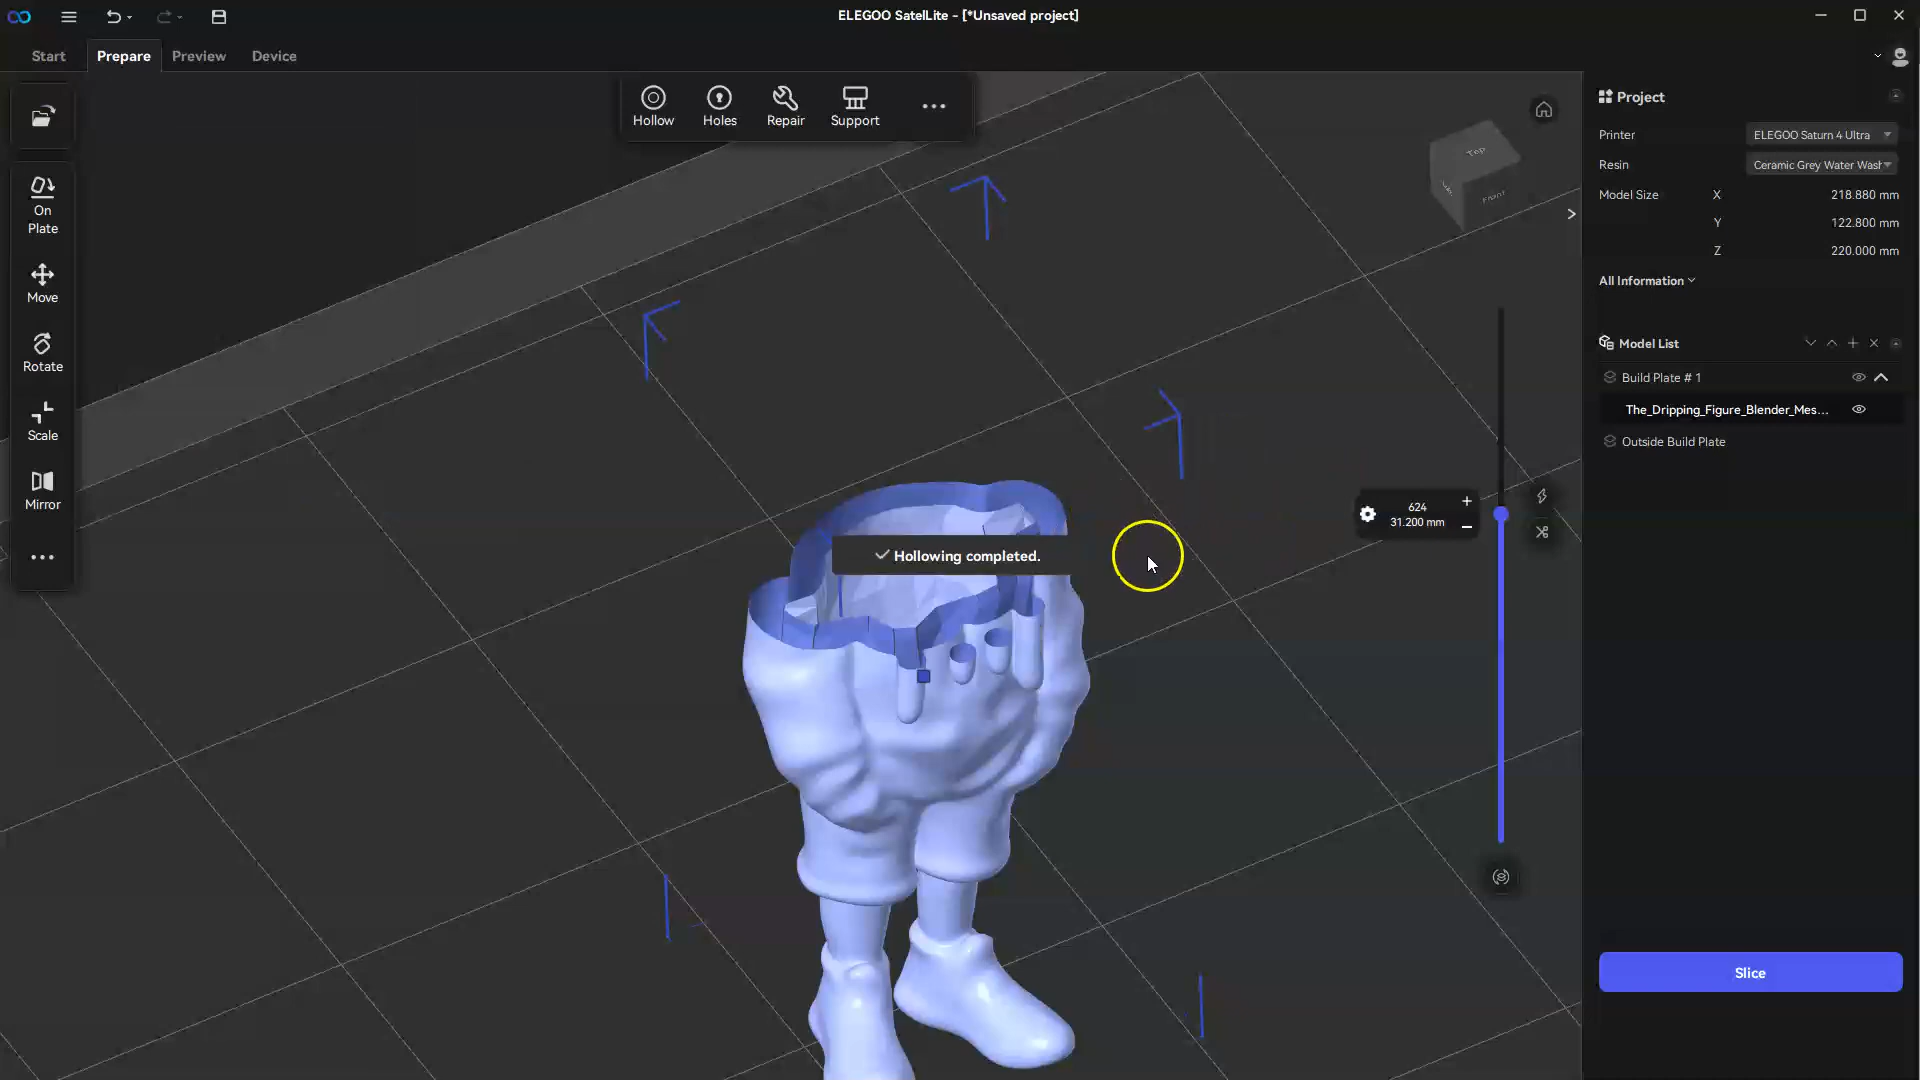 ELEGOO SatelLite - [*Unsaved project]
Start
Prepare
Preview
Device
Hollow
Holes
Repair
Support
On
Plate
Move
Rotate
Scale
Mirror
Top
Front
Hollowing completed.
624
31.200 mm
Project
Printer
ELEGOO Saturn 4 Ultra
Resin
Ceramic Grey Water Wash
Model Size
X
218.880 mm
Y
122.800 mm
Z
220.000 mm
All Information
Model List
Build Plate # 1
The_Dripping_Figure_Blender_Mes...
Outside Build Plate
Slice